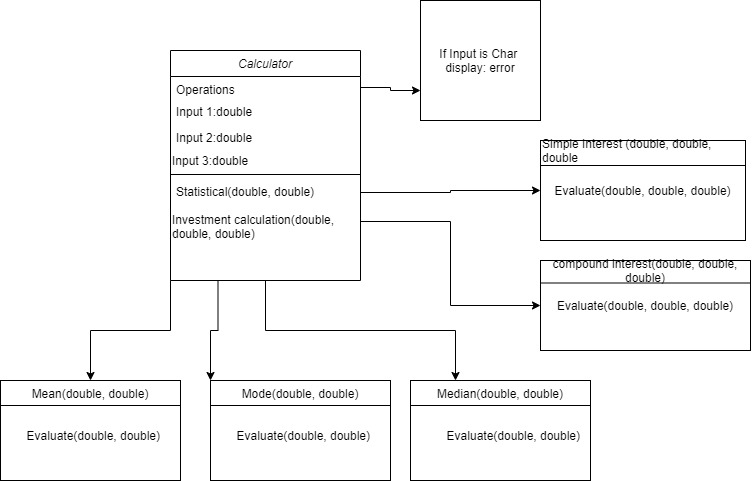 If Input is Char
display: error
Calculator
Operations
Input 1:double
Input 2:double
Input 3:double
Statistical(double, double)
Investment calculation(double,
double, double)
Simple Interest (double, double,
double
Evaluate(double, double, double)
compound interest(double, double,
double)
Evaluate(double, double, double)
Mean(double, double)
Evaluate(double, double)
Mode(double, double)
Evaluate(double, double)
Median(double, double)
Evaluate(double, double)